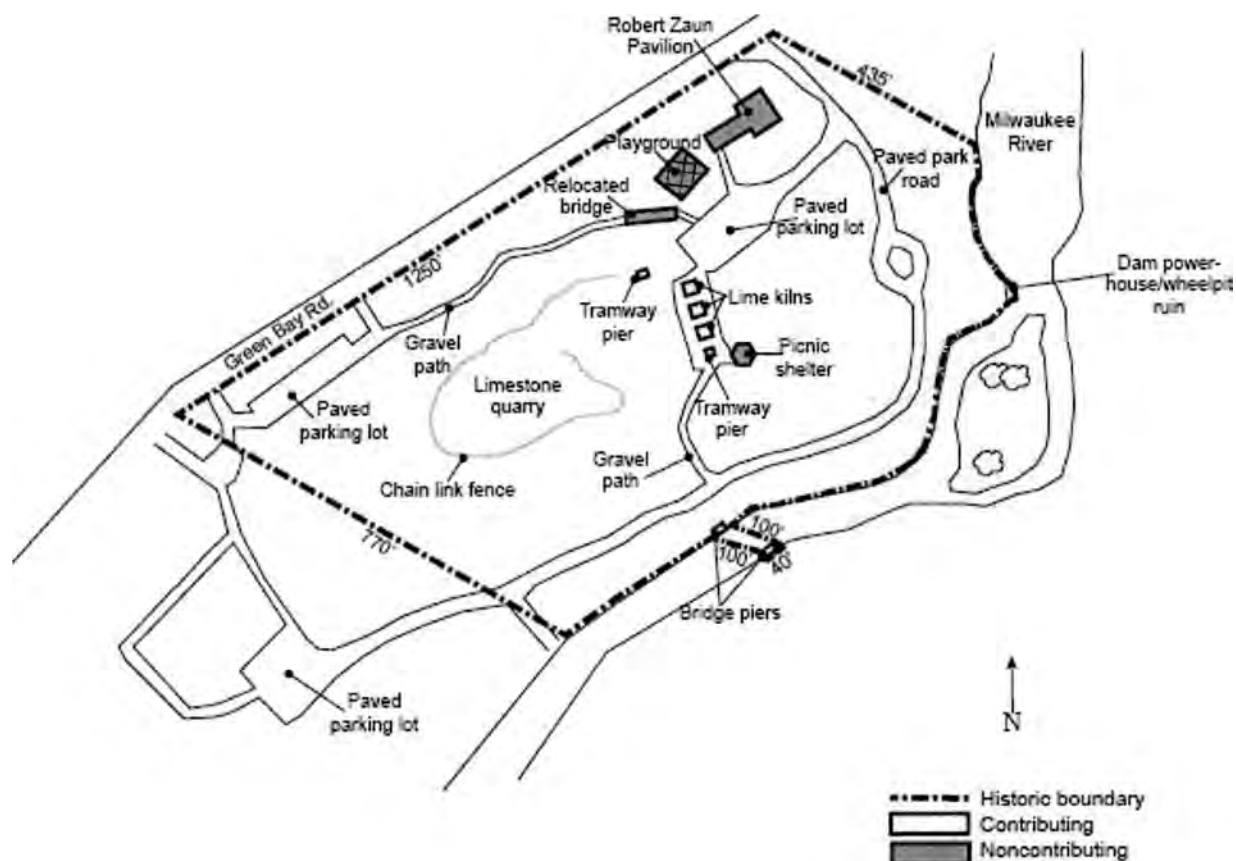 Robert Zaun
Pavilion
435'
Milwaukee
River
Playground
Paved park
road
Relocated
bridge
Paved
parking lot
1250'
Dam power-
house/wheelpit
ruin
Green Bay Rd.
Tramway
pier
Lime kilns
Gravel
path
Picnic
shelter
Limestone
quarry
Paved
parking lot
Tramway
pier
Gravel
path
Chain link fence
770'
100'
100'
40'
Bridge piers
Paved
parking lot
N
Historic boundary
Contributing
Noncontributing